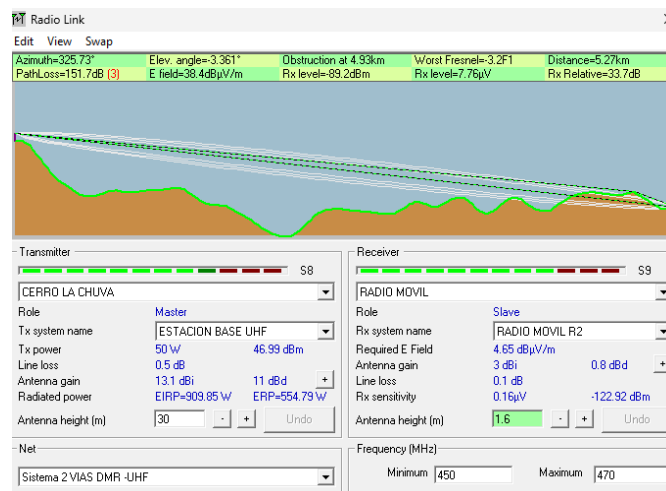 Radio Link
Edit View Swap
Azimuth=325.73° Elev. angle=-3.361° Obstruction at 4.93km Worst Fresnel=-3.2F1 Distance=5.27km
PathLoss=151.7dB (3) E field=38.4dBµV/m Rx level=-89.2dBm Rx level=7.76µV Rx Relative=33.7dB
Transmitter
S8
CERRO LA CHUVA
Role Master
Tx system name ESTACION BASE UHF
Tx power 50 W 46.99 dBm
Line loss 0.5 dB
Antenna gain 13.1 dBi 11 dBd +
Radiated power EIRP=909.85 W ERP=554.79 W
Antenna height (m) 30 - + Undo
Receiver
S9
RADIO MOVIL
Role Slave
Rx system name RADIO MOVIL R2
Required E Field 4.65 dBµV/m
Antenna gain 3 dBi 0.8 dBd +
Line loss 0.1 dB
Rx sensitivity 0.16µV -122.92 dBm
Antenna height (m) 1.6 - + Undo
Net
Sistema 2 VIAS DMR -UHF
Frequency (MHz)
Minimum 450 Maximum 470